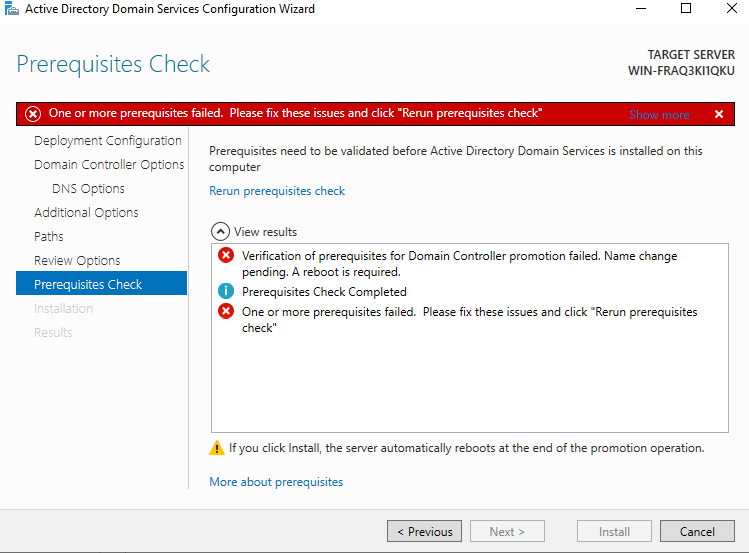 Active Directory Domain Services Configuration Wizard
Prerequisites Check
TARGET SERVER
WIN-FRAQ3KI1QKU
One or more prerequisites failed.  Please fix these issues and click "Rerun prerequisites check"
Show more
Deployment Configuration
Domain Controller Options
DNS Options
Additional Options
Paths
Review Options
Prerequisites Check
Installation
Results
Prerequisites need to be validated before Active Directory Domain Services is installed on this
computer
Rerun prerequisites check
View results
Verification of prerequisites for Domain Controller promotion failed. Name change
pending. A reboot is required.
Prerequisites Check Completed
One or more prerequisites failed.  Please fix these issues and click "Rerun prerequisites
check"
If you click Install, the server automatically reboots at the end of the promotion operation.
More about prerequisites
< Previous
Next >
Install
Cancel